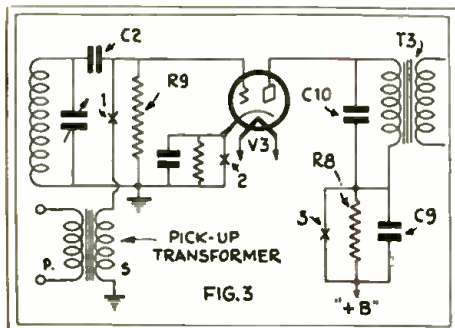 C2
T3
R9
1
C10
V3
2
R8
3
C9
P.
S
PICK-UP
TRANSFORMER
FIG.3
"+B"